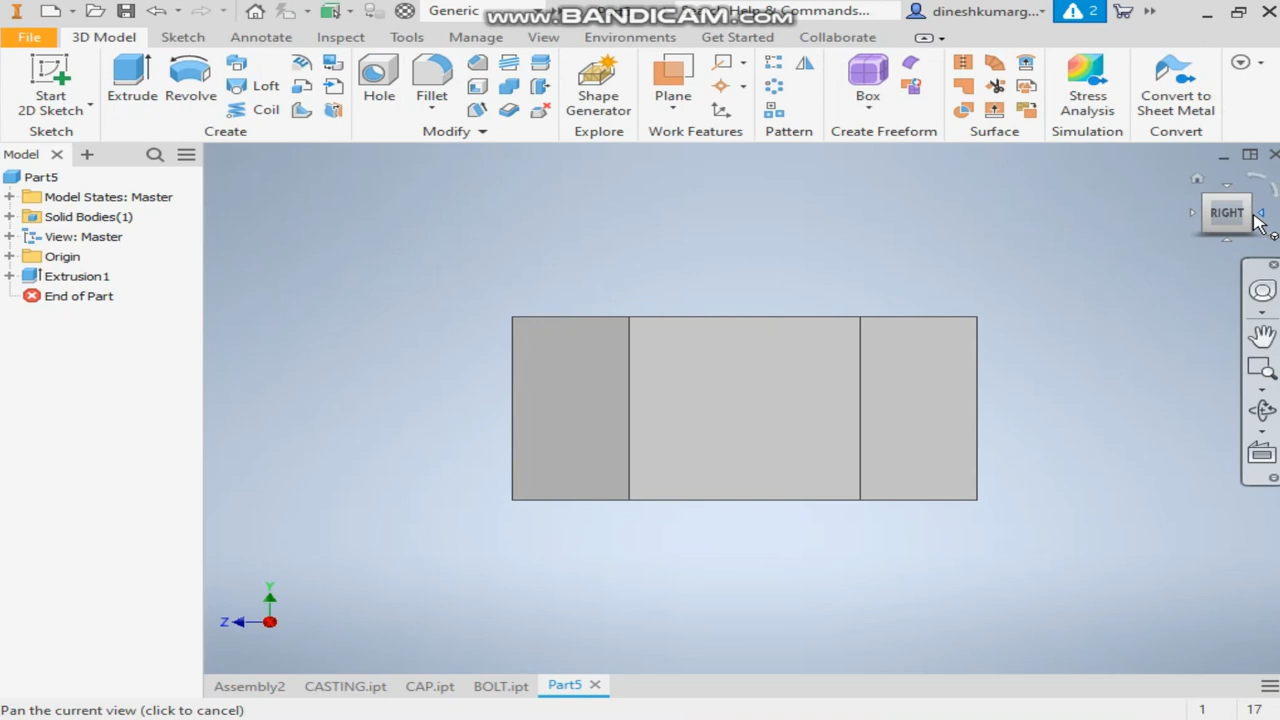 Generic
www.BANDICAM.com
Help & Commands...
dineshkumarg...
2
File
3D Model
Sketch
Annotate
Inspect
Tools
Manage
View
Environments
Get Started
Collaborate
Start
2D Sketch
Extrude
Revolve
Loft
Coil
Hole
Fillet
Shape
Generator
Plane
Box
Stress
Analysis
Convert to
Sheet Metal
Sketch
Create
Modify
Explore
Work Features
Pattern
Create Freeform
Surface
Simulation
Convert
Model
Part5
Model States: Master
Solid Bodies(1)
View: Master
Origin
Extrusion1
End of Part
RIGHT
Y
Z
Assembly2
CASTING.ipt
CAP.ipt
BOLT.ipt
Part5
Pan the current view (click to cancel)
1
17